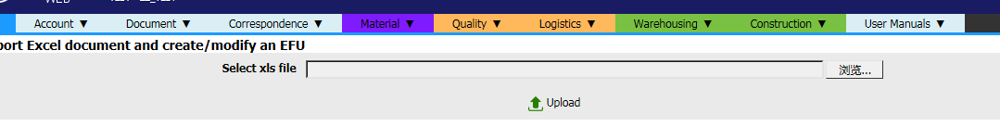 WEB
Account ▼ Document ▼ Correspondence ▼ Material ▼ Quality ▼ Logistics ▼ Warehousing ▼ Construction ▼ User Manuals ▼
port Excel document and create/modify an EFU
Select xls file 浏览...
Upload